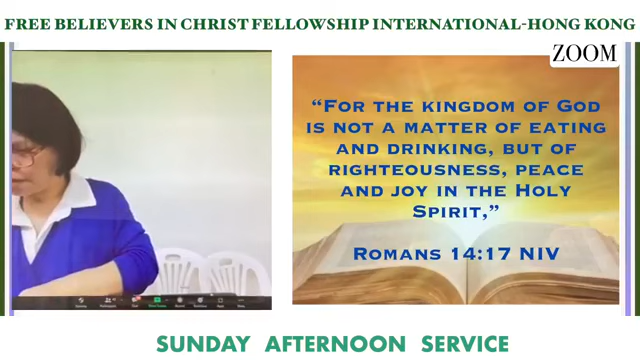 FREE BELIEVERS IN CHRIST FELLOWSHIP INTERNATIONAL-HONG KONG
ZOOM
“FOR THE KINGDOM OF GOD
IS NOT A MATTER OF EATING
AND DRINKING, BUT OF
RIGHTEOUSNESS, PEACE
AND JOY IN THE HOLY
SPIRIT,”
ROMANS 14:17 NIV
SUNDAY AFTERNOON SERVICE